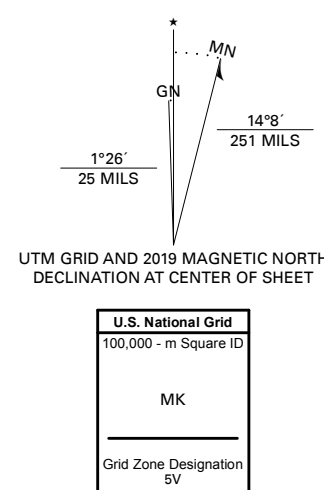 ★
MN
GN
14°8´
251 MILS
1°26´
25 MILS
UTM GRID AND 2019 MAGNETIC NORTH
DECLINATION AT CENTER OF SHEET
U.S. National Grid
100,000 - m Square ID
MK
Grid Zone Designation
5V